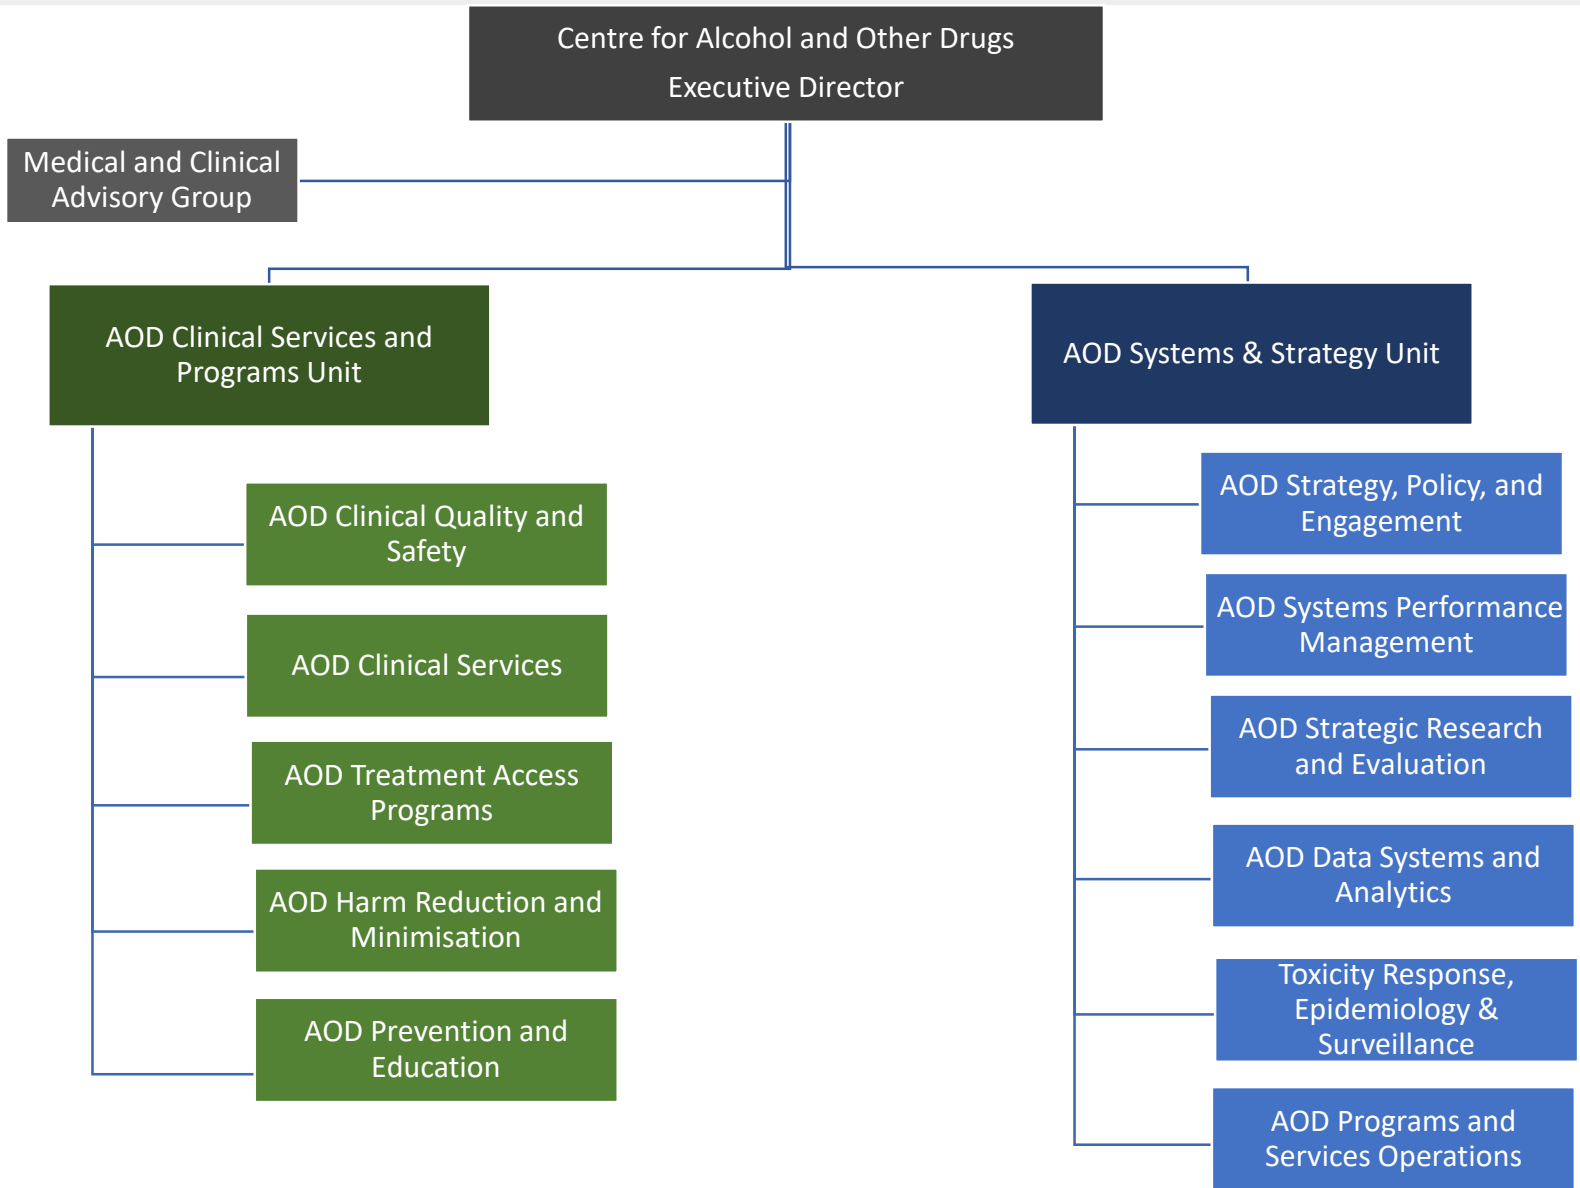 Centre for Alcohol and Other Drugs
Executive Director
Medical and Clinical
Advisory Group
AOD Clinical Services and
Programs Unit
AOD Clinical Quality and
Safety
AOD Clinical Services
AOD Treatment Access
Programs
AOD Harm Reduction and
Minimisation
AOD Prevention and
Education
AOD Systems & Strategy Unit
AOD Strategy, Policy, and
Engagement
AOD Systems Performance
Management
AOD Strategic Research
and Evaluation
AOD Data Systems and
Analytics
Toxicity Response,
Epidemiology &
Surveillance
AOD Programs and
Services Operations